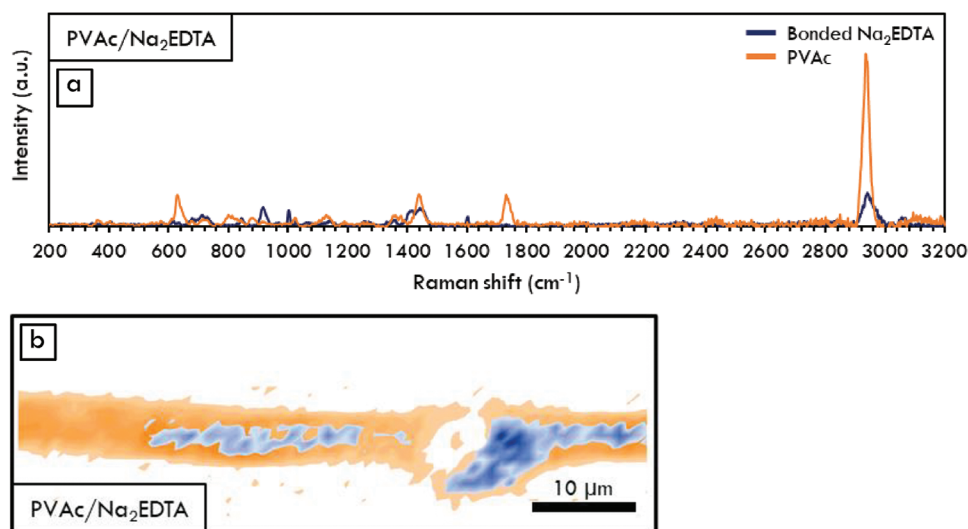 PVAc/Na₂EDTA
Bonded Na₂EDTA
PVAc
a
Intensity (a.u.)
200 400 600 800 1000 1200 1400 1600 1800 2000 2200 2400 2600 2800 3000 3200
Raman shift (cm⁻¹)
b
10 μm
PVAc/Na₂EDTA